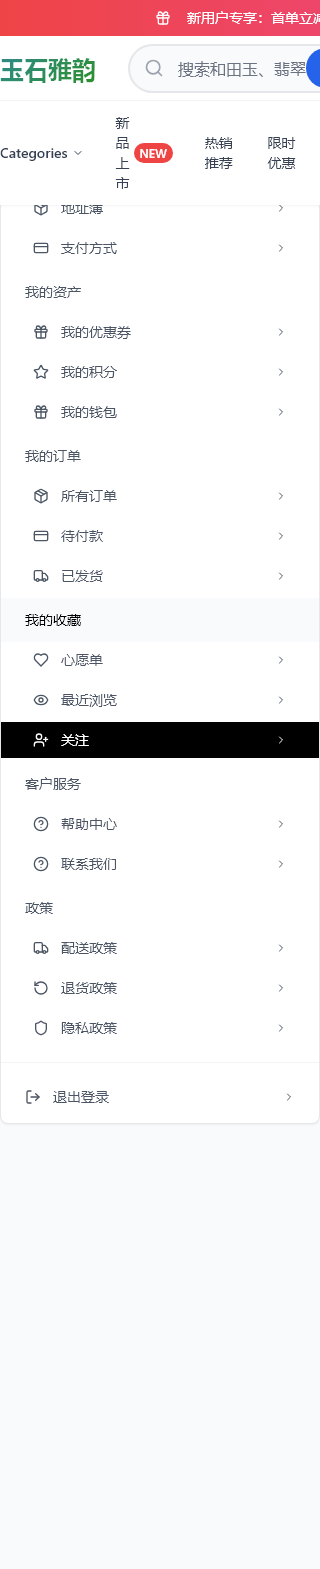 新用户专享：首单立减
玉石雅韵
搜索和田玉、翡翠
Categories
新品上市
NEW
热销推荐
限时优惠
地址簿
支付方式
我的资产
我的优惠券
我的积分
我的钱包
我的订单
所有订单
待付款
已发货
我的收藏
心愿单
最近浏览
关注
客户服务
帮助中心
联系我们
政策
配送政策
退货政策
隐私政策
退出登录